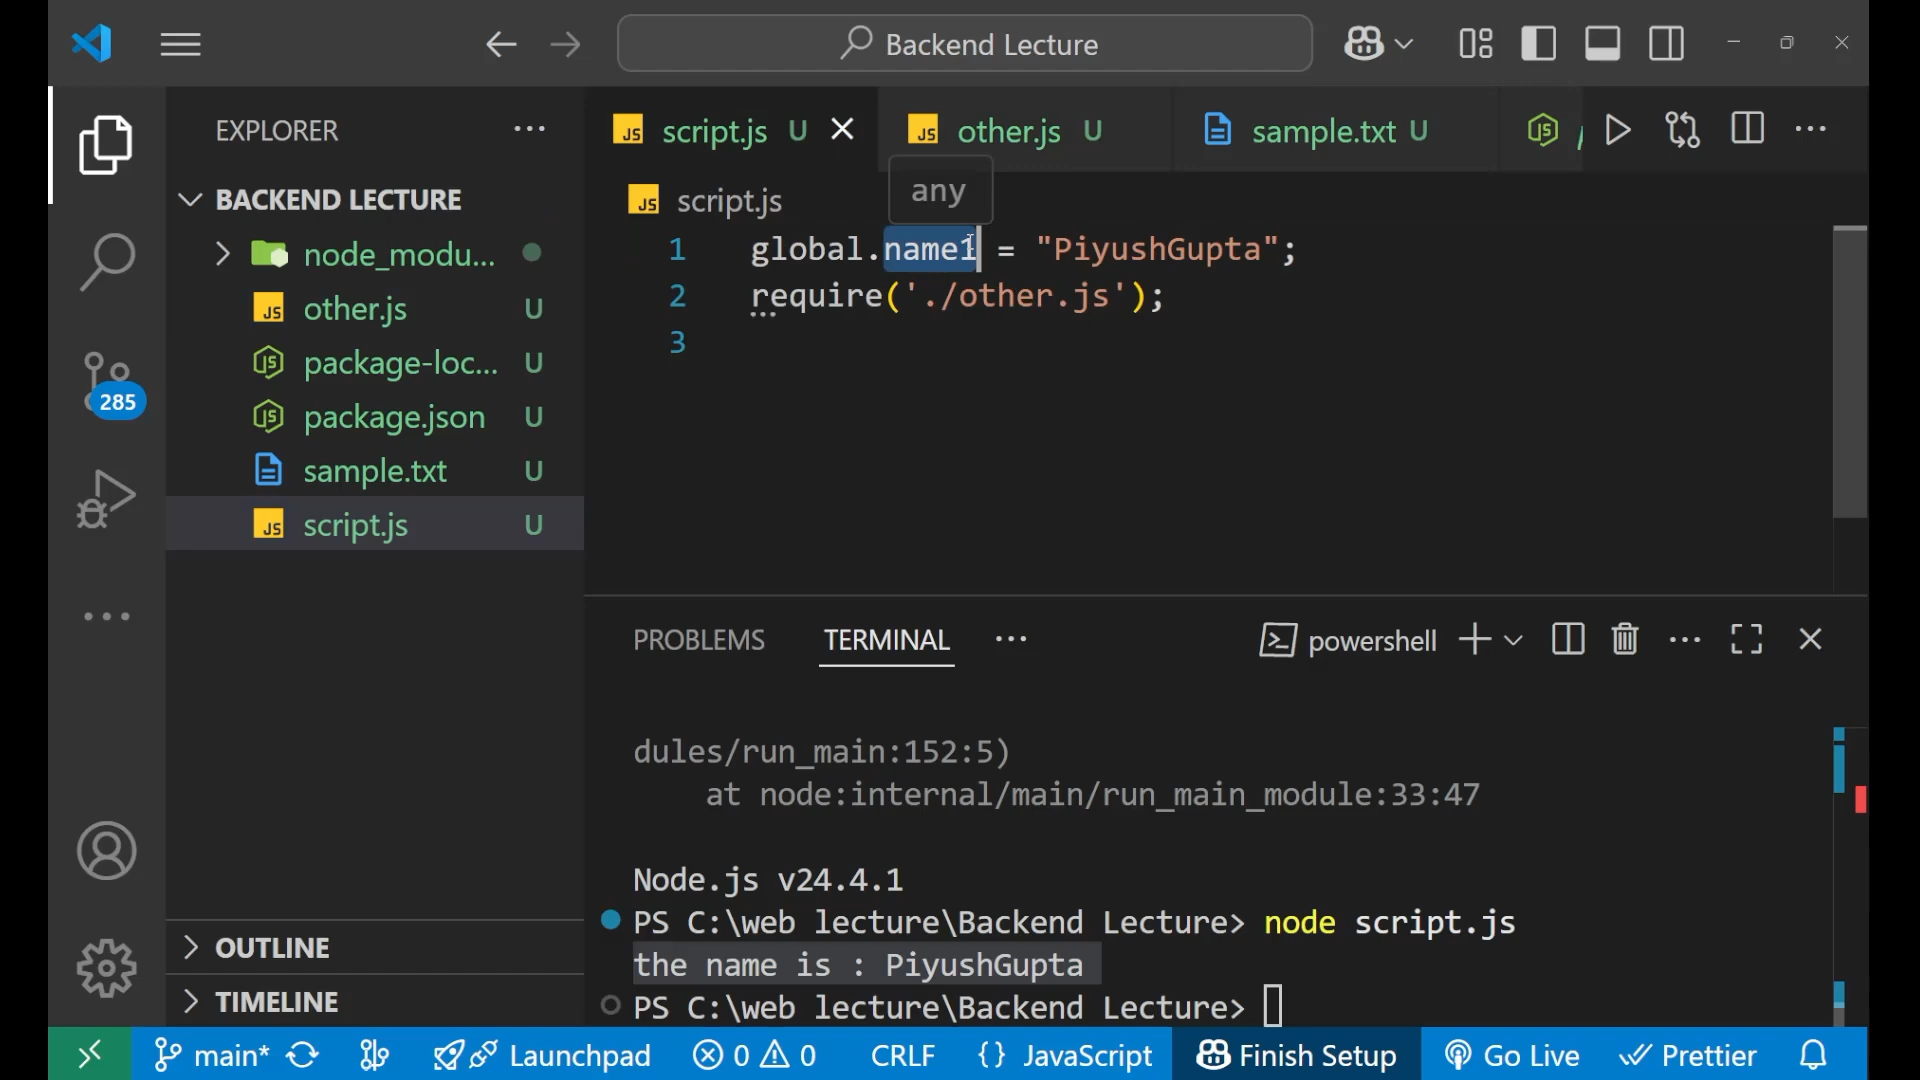 Backend Lecture
EXPLORER
BACKEND LECTURE
node_modu...
other.js U
package-loc... U
package.json U
sample.txt U
script.js U
285
OUTLINE
TIMELINE
script.js U
other.js U
sample.txt U
script.js
any
1 global.name1 = "PiyushGupta";
2 require('./other.js');
3
PROBLEMS
TERMINAL
powershell
dules/run_main:152:5)
at node:internal/main/run_main_module:33:47
Node.js v24.4.1
PS C:\web lecture\Backend Lecture> node script.js
the name is : PiyushGupta
PS C:\web lecture\Backend Lecture>
main* Launchpad 0 0 CRLF {} JavaScript Finish Setup Go Live Prettier